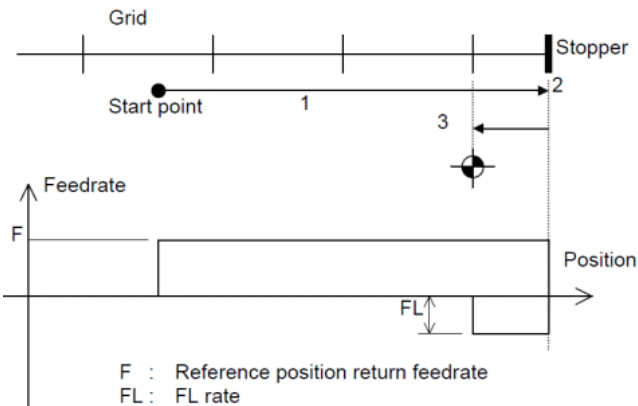 Grid
Stopper
Start point
1
2
3
Feedrate
F
Position
FL
F : Reference position return feedrate
FL : FL rate